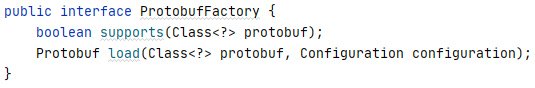 public interface ProtobufFactory {
    boolean supports(Class<?> protobuf);
    Protobuf load(Class<?> protobuf, Configuration configuration);
}